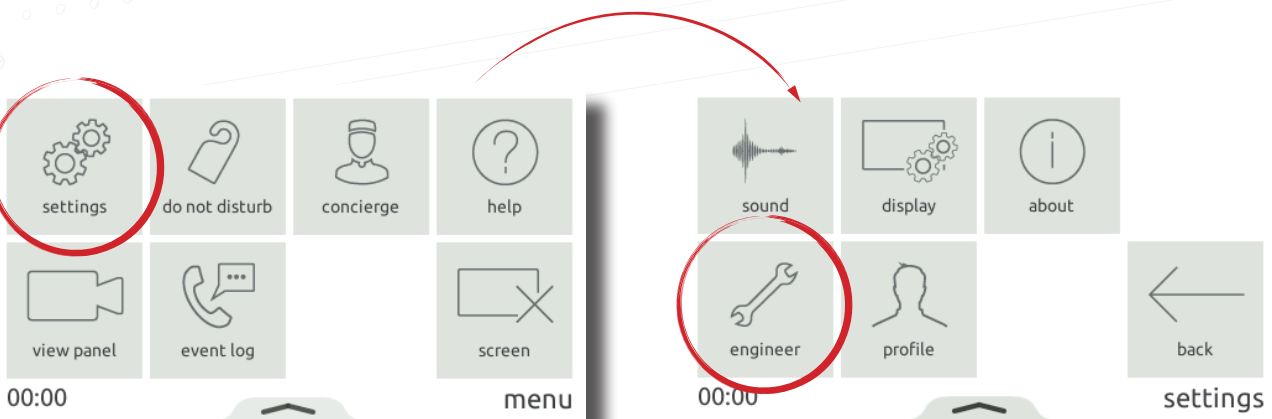 settings
do not disturb
concierge
help
view panel
event log
screen
00:00
menu
sound
display
about
engineer
profile
back
00:00
settings